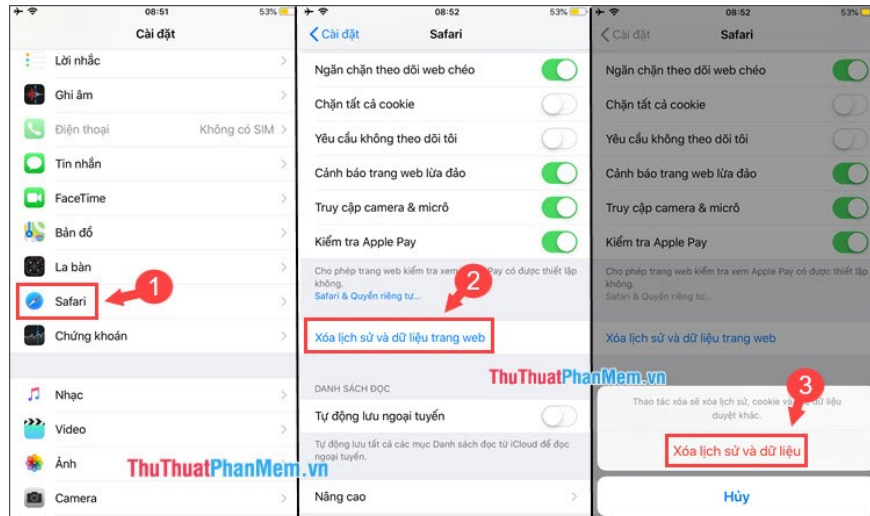 08:51
53%
Cài đặt
Lời nhắc
Ghi âm
Điện thoại Không có SIM
Tin nhắn
FaceTime
Bản đồ
La bàn
1
Safari
Chứng khoán
Nhạc
Video
Ảnh
Camera
08:52
53%
Cài đặt Safari
Ngăn chặn theo dõi web chéo
Chặn tất cả cookie
Yêu cầu không theo dõi tôi
Cảnh báo trang web lừa đảo
Truy cập camera & micrô
Kiểm tra Apple Pay
Cho phép trang web kiểm tra xem Pay có được thiết lập
không.
Safari & Quyền riêng tư...
2
Xóa lịch sử và dữ liệu trang web
DANH SÁCH ĐỌC
Tự động lưu ngoại tuyến
Tự động lưu tất cả các mục Danh sách đọc từ iCloud để đọc
ngoại tuyến.
Nâng cao
08:52
53%
Cài đặt Safari
Ngăn chặn theo dõi web chéo
Chặn tất cả cookie
Yêu cầu không theo dõi tôi
Cảnh báo trang web lừa đảo
Truy cập camera & micrô
Kiểm tra Apple Pay
Cho phép trang web kiểm tra xem Apple Pay có được thiết lập
không.
Safari & Quyền riêng tư...
Xóa lịch sử và dữ liệu trang web
3
Thao tác xóa sẽ xóa lịch sử, cookie và dữ liệu
duyệt khác.
Xóa lịch sử và dữ liệu
Hủy
ThuThuatPhanMem.vn
ThuThuatPhanMem.vn